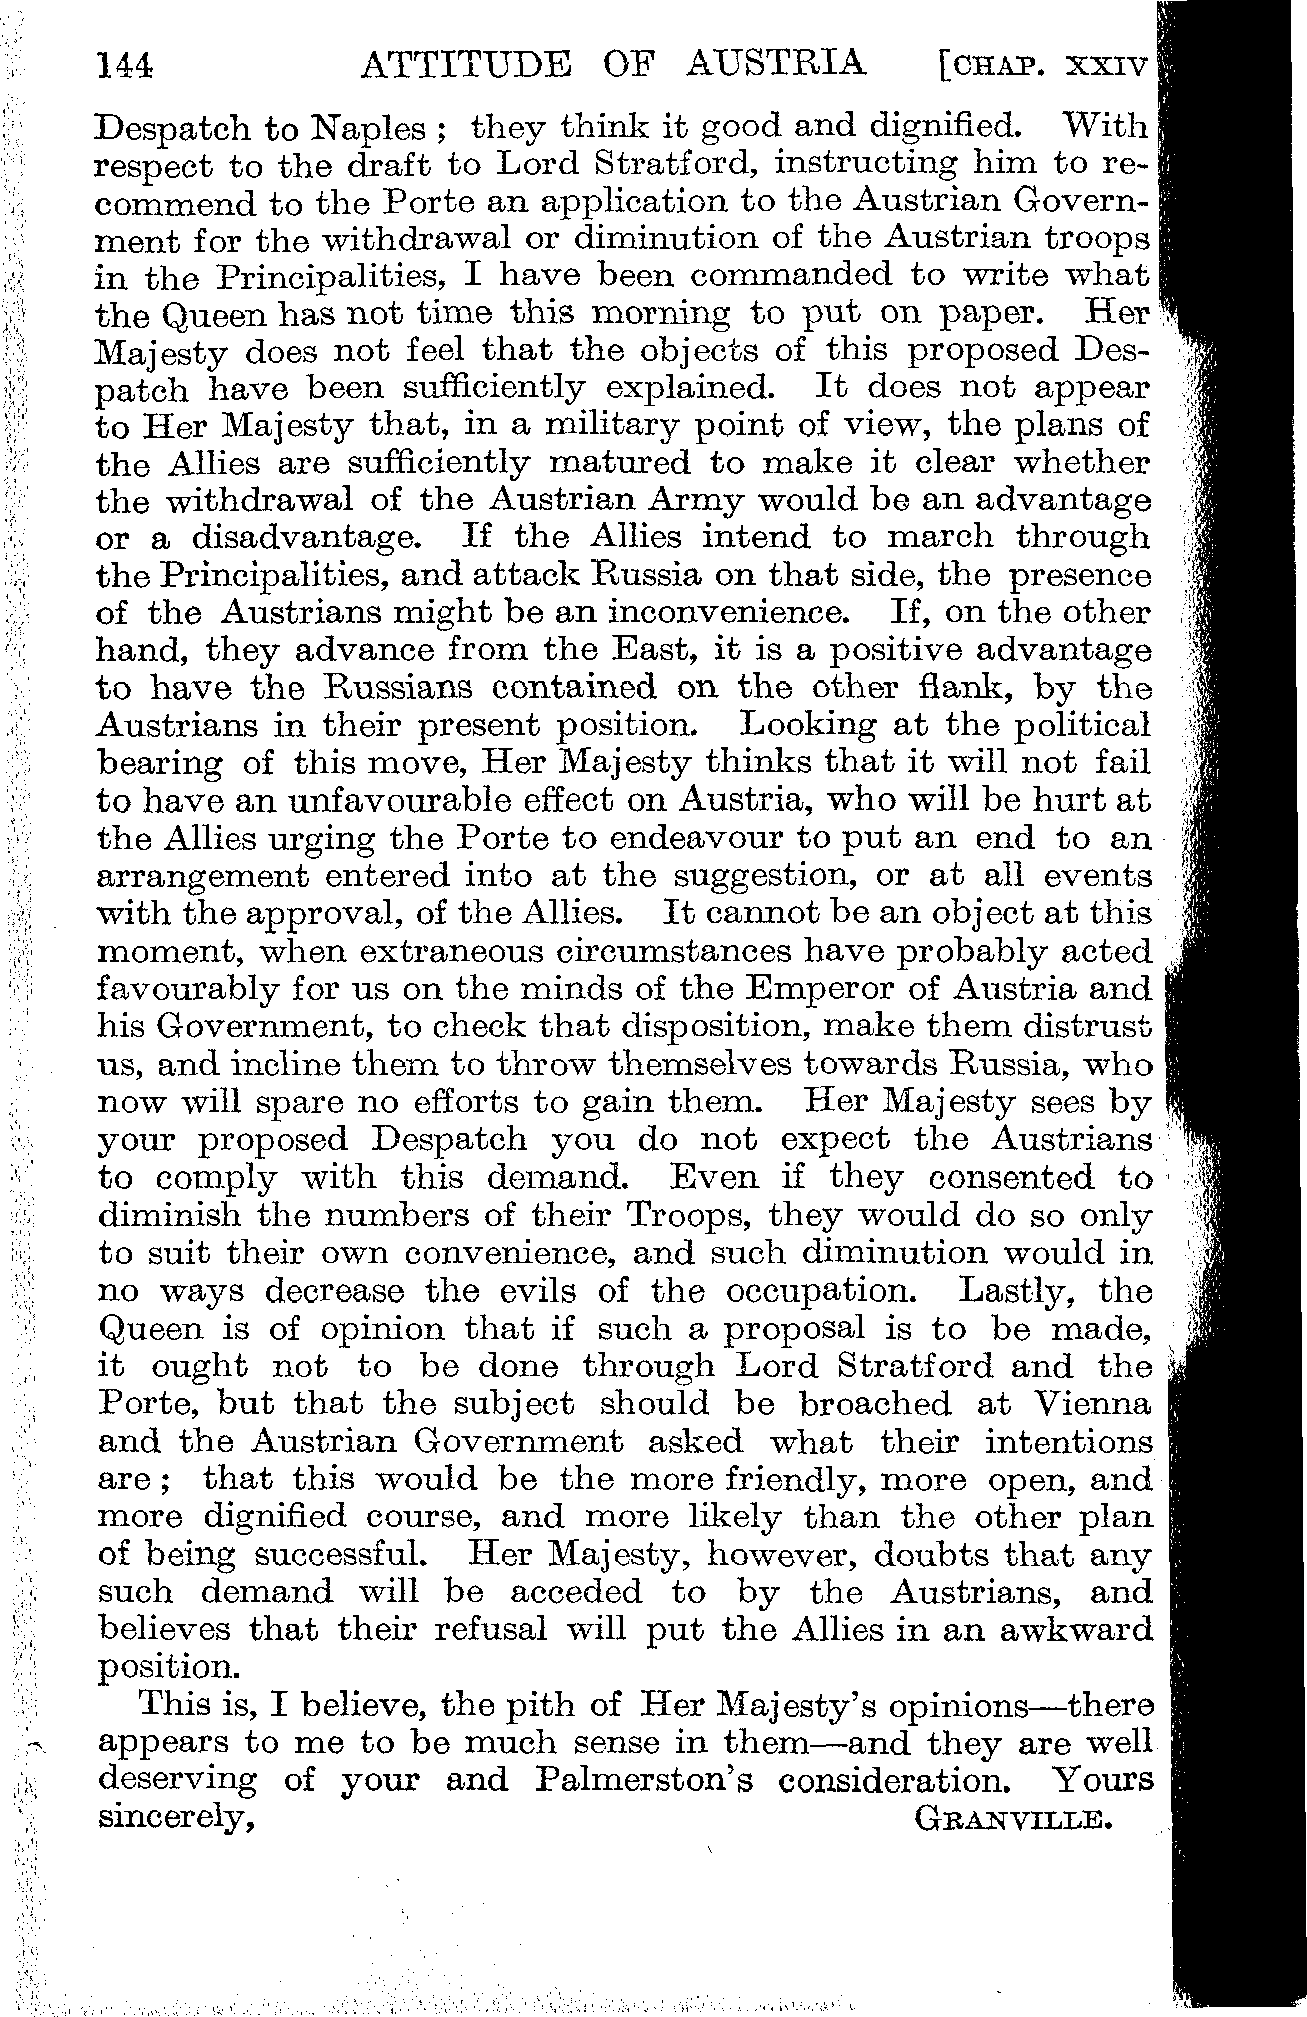 144 ATTITUDE OF AUSTRIA [CHAP. XXIV
Despatch to Naples ; they think it good and dignified. With
respect to the draft to Lord Stratford, instructing him to re-
commend to the Porte an application to the Austrian Govern-
ment for the withdrawal or diminution of the Austrian troops
in the Principalities, I have been commanded to write what
the Queen has not time this morning to put on paper. Her
Majesty does not feel that the objects of this proposed Des-
patch have been sufficiently explained. It does not appear
to Her Majesty that, in a military point of view, the plans of
the Allies are sufficiently matured to make it clear whether
the withdrawal of the Austrian Army would be an advantage
or a disadvantage. If the Allies intend to march through
the Principalities, and attack Russia on that side, the presence
of the Austrians might be an inconvenience. If, on the other
hand, they advance from the East, it is a positive advantage
to have the Russians contained on the other flank, by the
Austrians in their present position. Looking at the political
bearing of this move, Her Majesty thinks that it will not fail
to have an unfavourable effect on Austria, who will be hurt at
the Allies urging the Porte to endeavour to put an end to an
arrangement entered into at the suggestion, or at all events
with the approval, of the Allies. It cannot be an object at this
moment, when extraneous circumstances have probably acted
favourably for us on the minds of the Emperor of Austria and
his Government, to check that disposition, make them distrust
us, and incline them to throw themselves towards Russia, who
now will spare no efforts to gain them. Her Majesty sees by
your proposed Despatch you do not expect the Austrians
to comply with this demand. Even if they consented to
diminish the numbers of their Troops, they would do so only
to suit their own convenience, and such diminution would in
no ways decrease the evils of the occupation. Lastly, the
Queen is of opinion that if such a proposal is to be made,
it ought not to be done through Lord Stratford and the
Porte, but that the subject should be broached at Vienna
and the Austrian Government asked what their intentions
are ; that this would be the more friendly, more open, and
more dignified course, and more likely than the other plan
of being successful. Her Majesty, however, doubts that any
such demand will be acceded to by the Austrians, and
believes that their refusal will put the Allies in an awkward
position.
This is, I believe, the pith of Her Majesty's opinions—there
appears to me to be much sense in them—and they are well
deserving of your and Palmerston's consideration. Yours
sincerely, GRANVILLE.